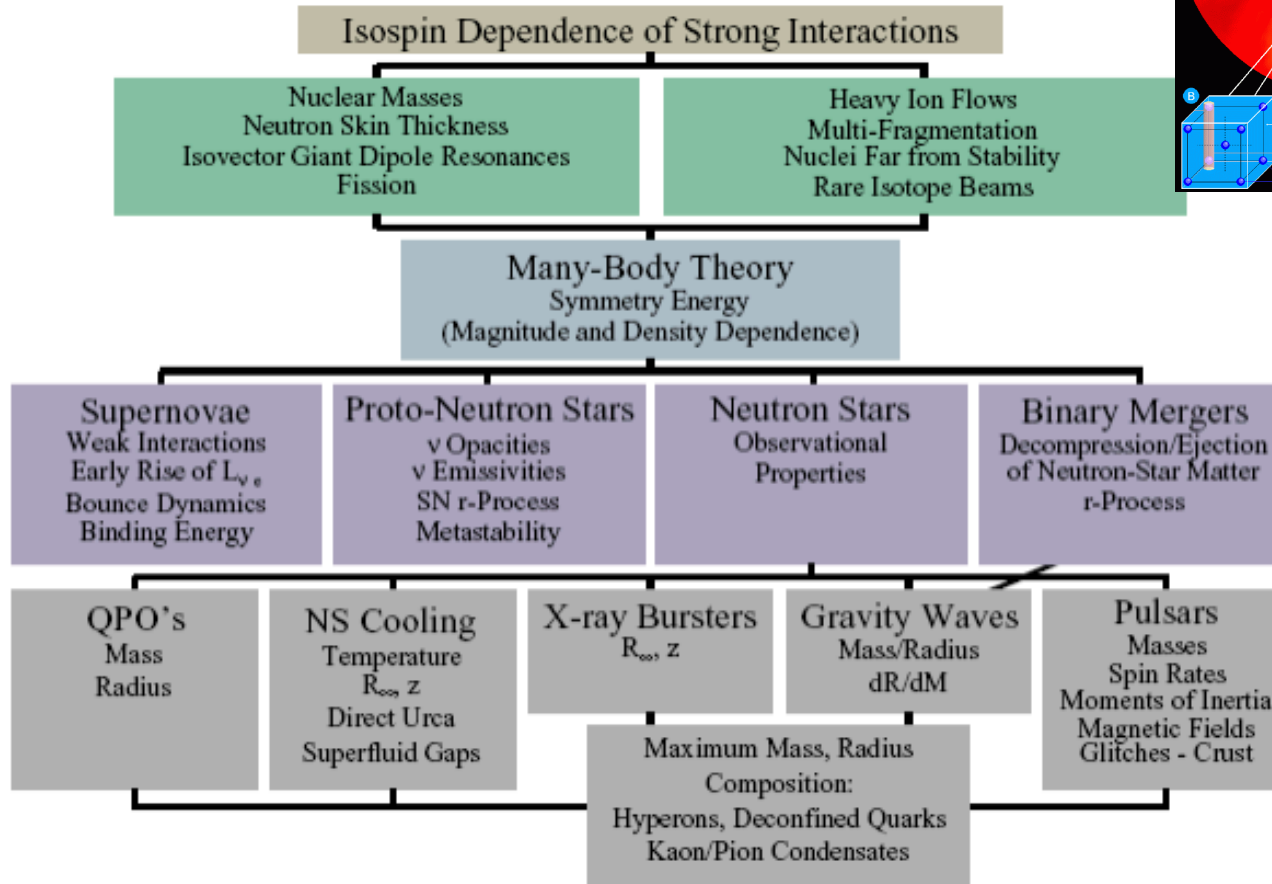 Isospin Dependence of Strong Interactions
Nuclear Masses
Neutron Skin Thickness
Isovector Giant Dipole Resonances
Fission
Heavy Ion Flows
Multi-Fragmentation
Nuclei Far from Stability
Rare Isotope Beams
B
Many-Body Theory
Symmetry Energy
(Magnitude and Density Dependence)
Supernovae
Weak Interactions
Early Rise of Lν e
Bounce Dynamics
Binding Energy
Proto-Neutron Stars
ν Opacities
ν Emissivities
SN r-Process
Metastability
Neutron Stars
Observational
Properties
Binary Mergers
Decompression/Ejection
of Neutron-Star Matter
r-Process
QPO's
Mass
Radius
NS Cooling
Temperature
R∞, z
Direct Urca
Superfluid Gaps
X-ray Bursters
R∞, z
Gravity Waves
Mass/Radius
dR/dM
Pulsars
Masses
Spin Rates
Moments of Inertia
Magnetic Fields
Glitches - Crust
Maximum Mass, Radius
Composition:
Hyperons, Deconfined Quarks
Kaon/Pion Condensates